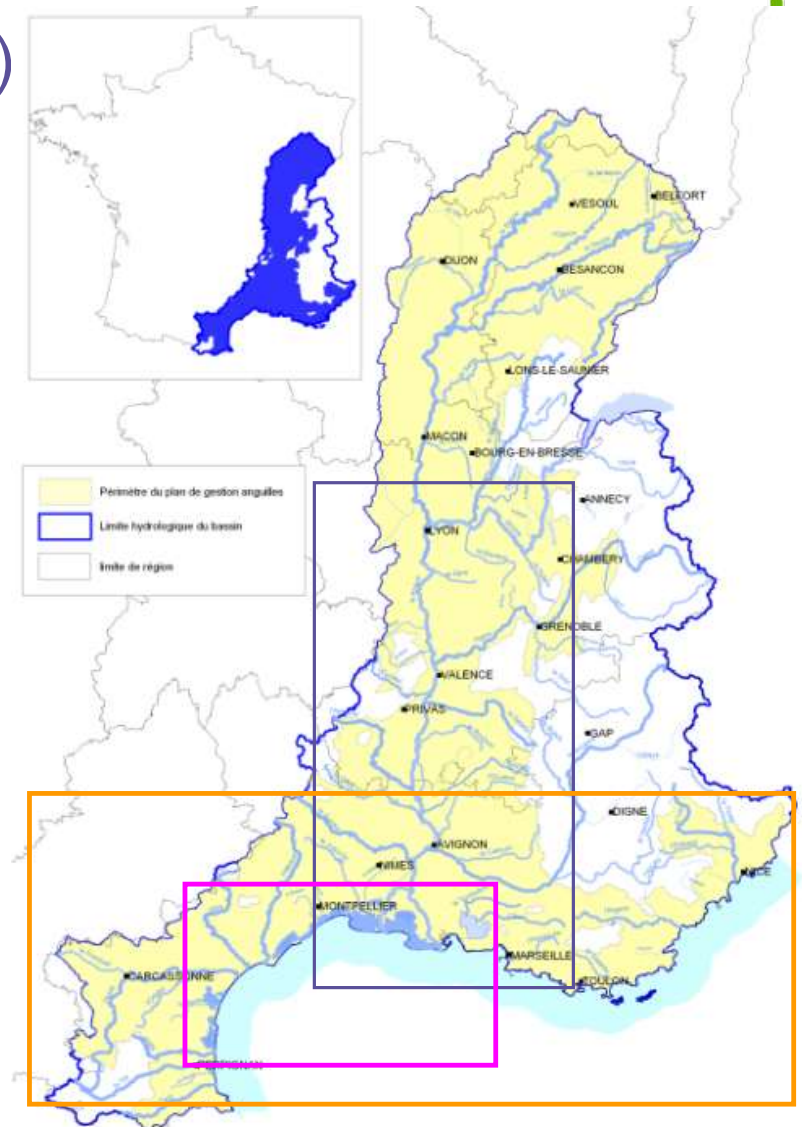 )
VESOUL
BELFORT
DIJON
BESANCON
LONS-LE-SAUNIER
MACON
BOURG-EN-BRESSE
Périmètre du plan de gestion anguilles
Limite hydrologique du bassin
limite de région
ANNECY
LYON
CHAMBERY
GRENOBLE
VALENCE
PRIVAS
GAP
DIGNE
AVIGNON
NIMES
NICE
MONTPELLIER
MARSEILLE
CARCASSONNE
TOULON
PERPIGNAN